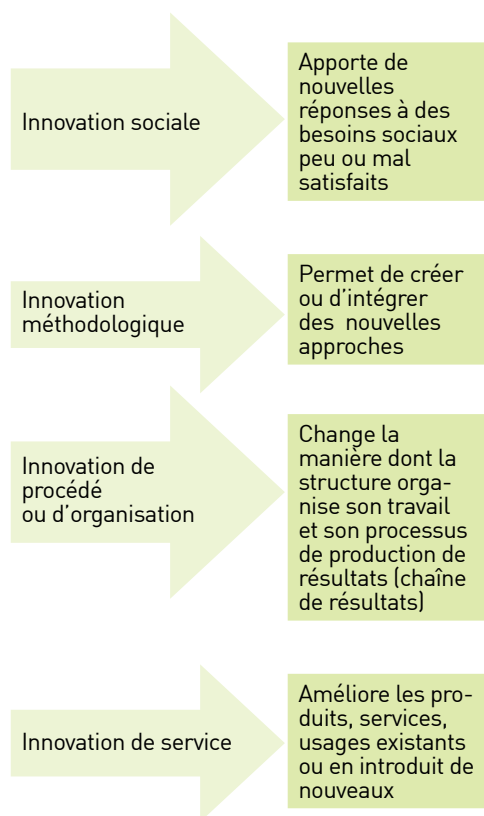 Innovation sociale
Apporte de
nouvelles
réponses à des
besoins sociaux
peu ou mal
satisfaits
Innovation
méthodologique
Permet de créer
ou d'intégrer
des nouvelles
approches
Innovation de
procédé
ou d'organisation
Change la
manière dont la
structure orga-
nise son travail
et son processus
de production de
résultats (chaîne
de résultats)
Innovation de service
Améliore les pro-
duits, services,
usages existants
ou en introduit de
nouveaux